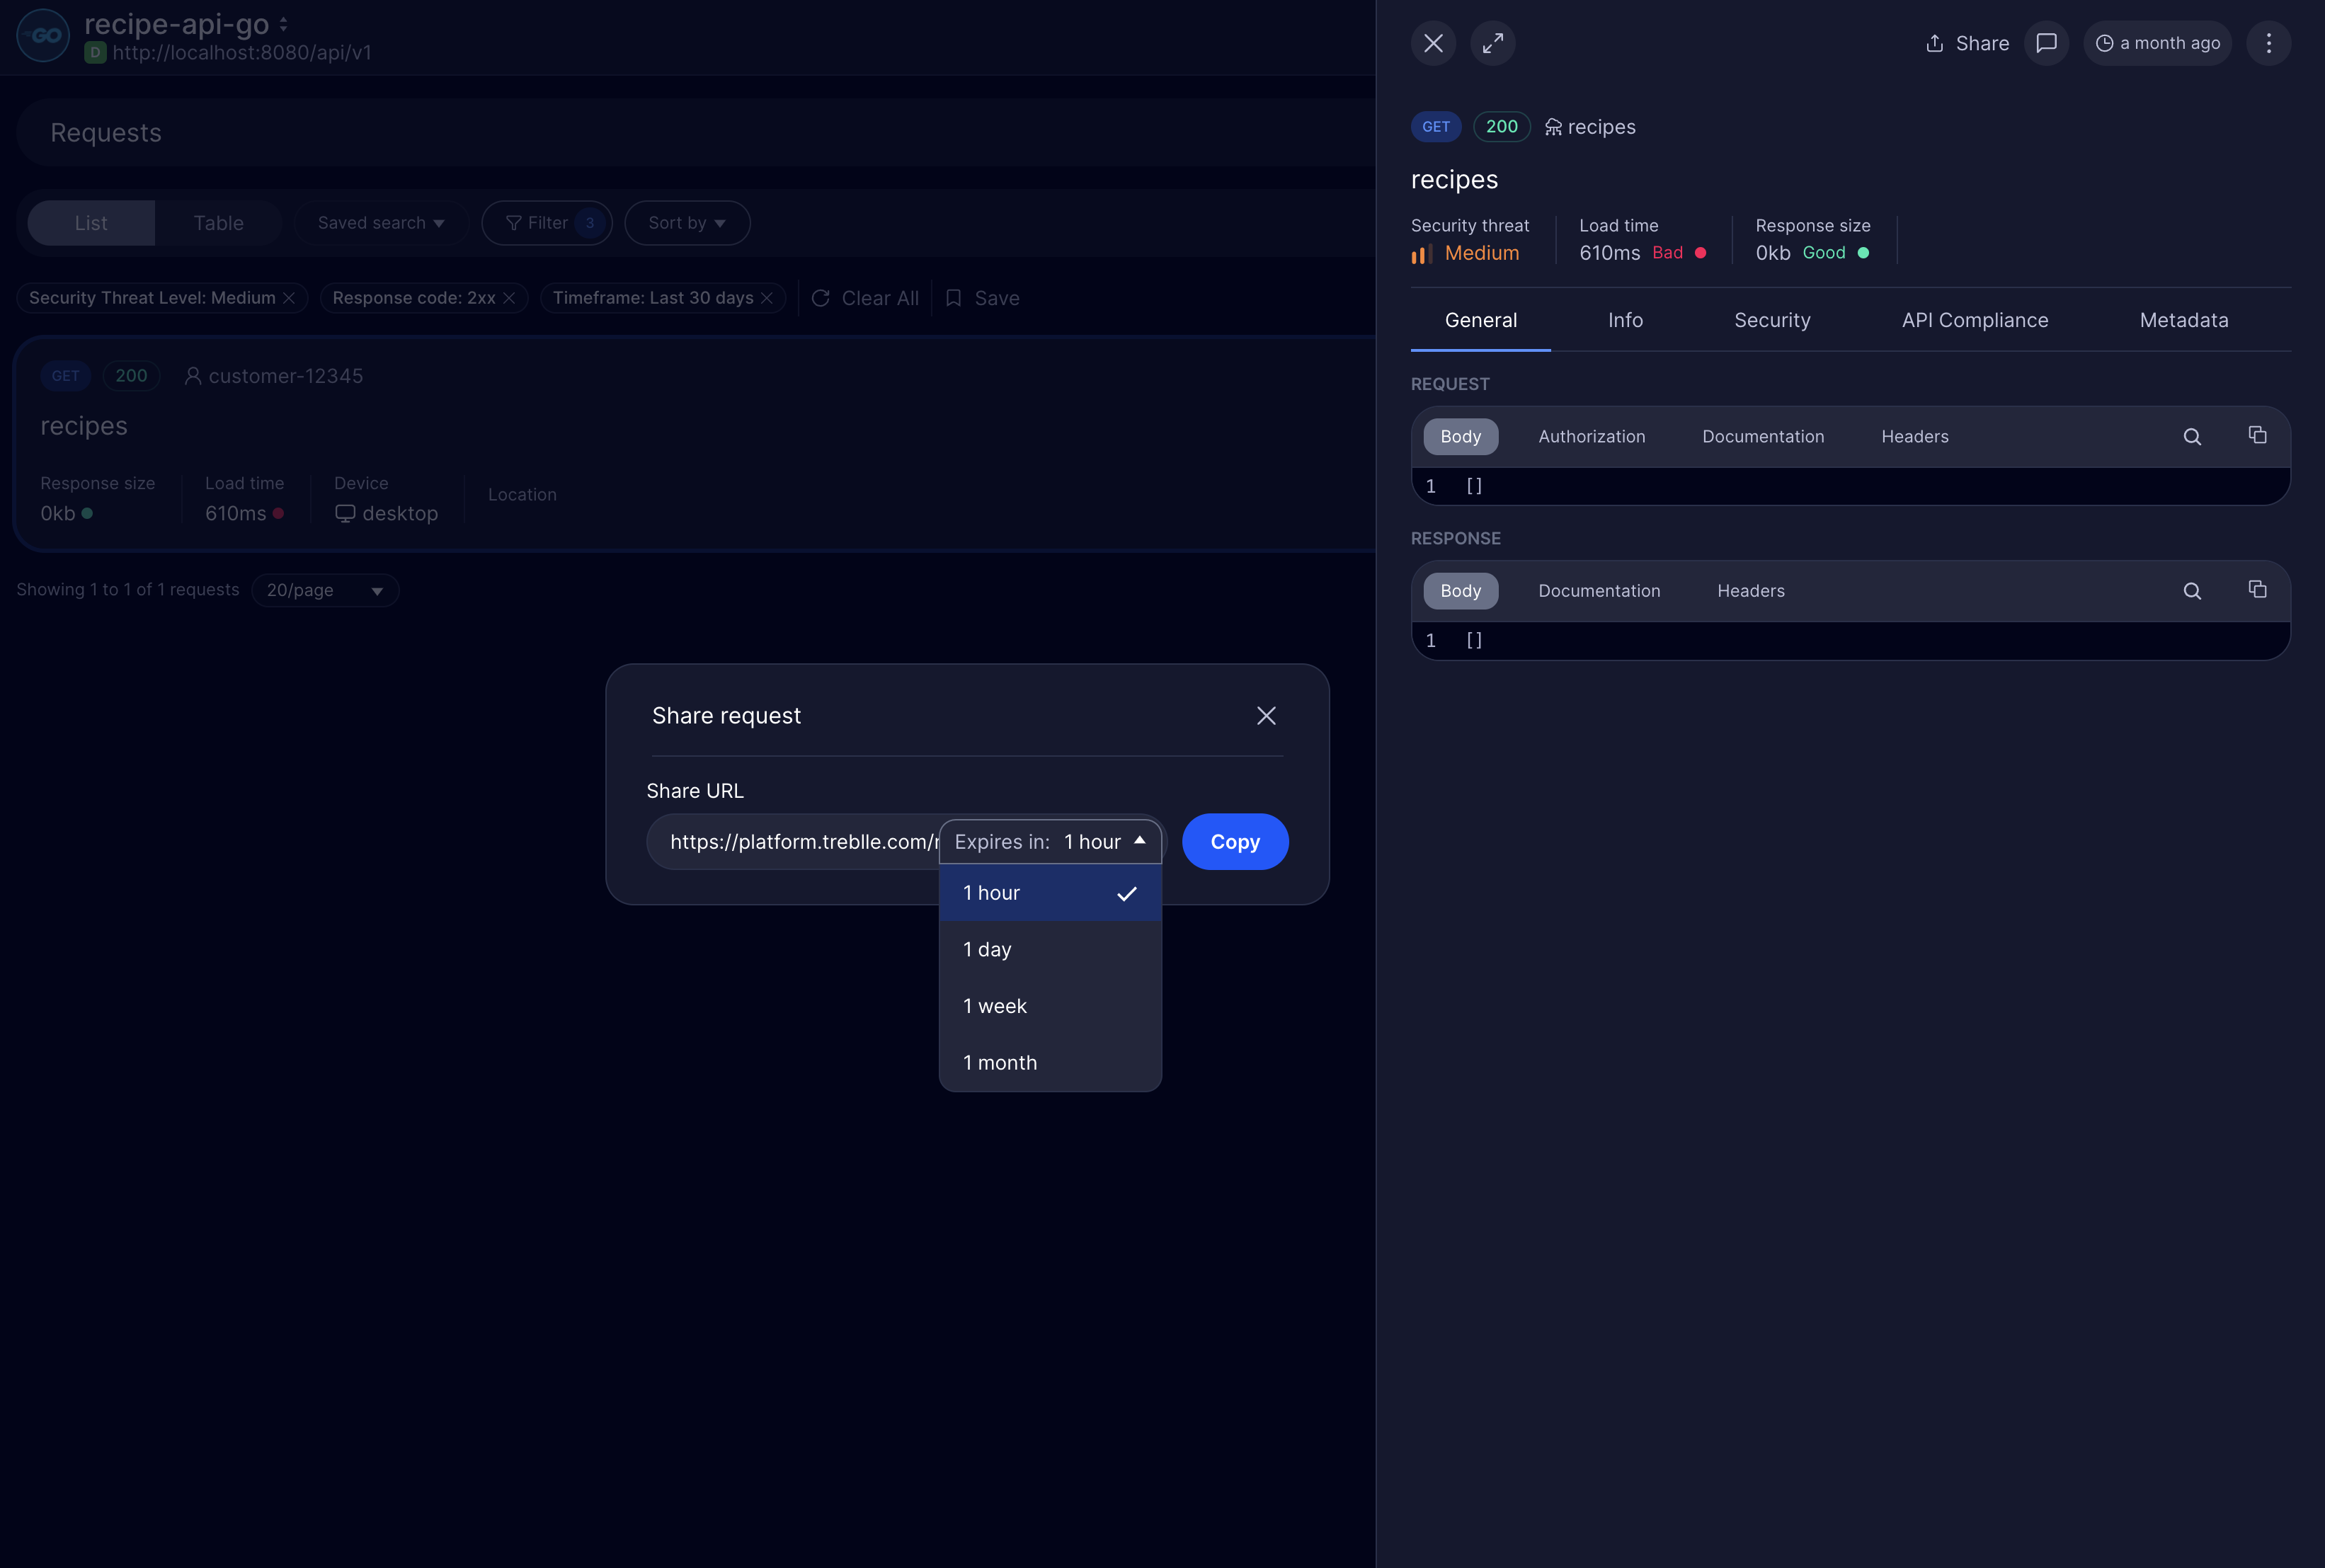 GO
recipe-api-go
D http://localhost:8080/api/v1
Requests
List Table Saved search Filter 3 Sort by
Security Threat Level: Medium Response code: 2xx Timeframe: Last 30 days Clear All Save
GET 200 customer-12345
recipes
Response size Load time Device Location
0kb 610ms desktop
Showing 1 to 1 of 1 requests 20/page
Share request
Share URL
https://platform.treblle.com/r Expires in: 1 hour Copy
1 hour
1 day
1 week
1 month
Share a month ago
GET 200 recipes
recipes
Security threat Load time Response size
Medium 610ms Bad 0kb Good
General Info Security API Compliance Metadata
REQUEST
Body Authorization Documentation Headers
1 []
RESPONSE
Body Documentation Headers
1 []